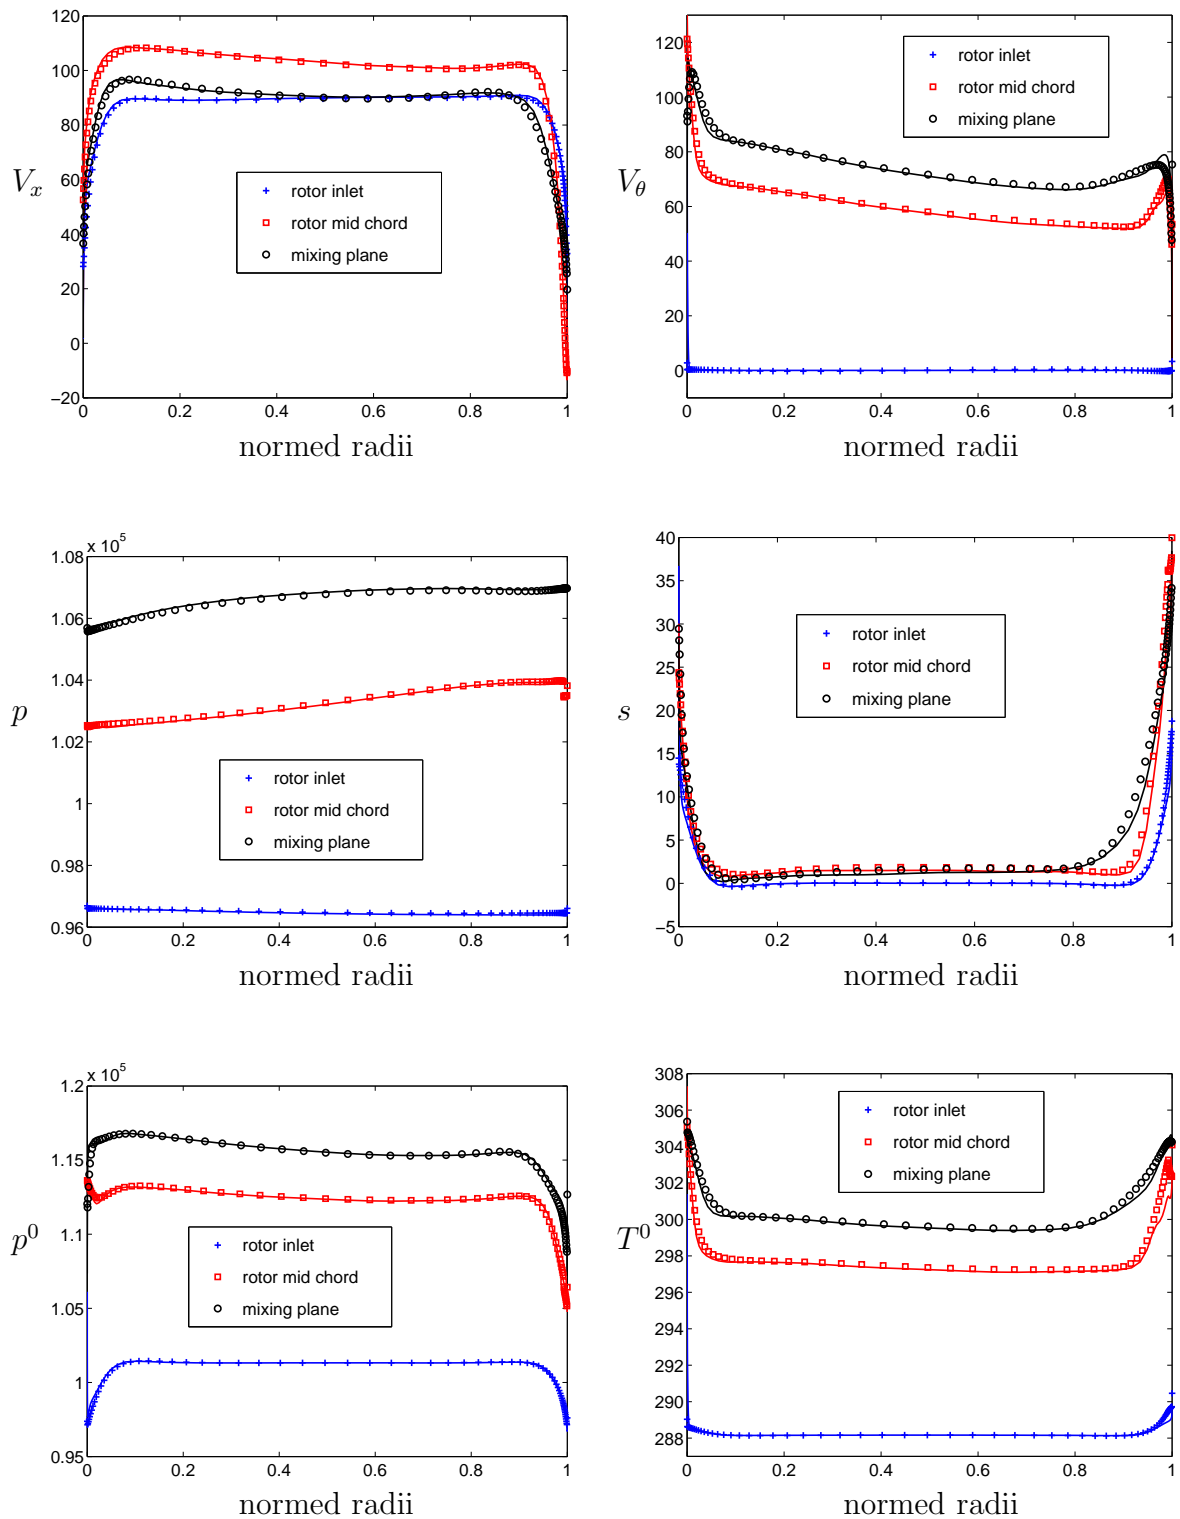 120
100
80
60
40
20
0
−20
0
0.2
0.4
0.6
0.8
1
V_x
normed radii
rotor inlet
rotor mid chord
mixing plane
120
100
80
60
40
20
0
0
0.2
0.4
0.6
0.8
1
V_θ
normed radii
rotor inlet
rotor mid chord
mixing plane
x 10^5
1.08
1.06
1.04
1.02
1
0.98
0.96
0
0.2
0.4
0.6
0.8
1
p
normed radii
rotor inlet
rotor mid chord
mixing plane
40
35
30
25
20
15
10
5
0
−5
0
0.2
0.4
0.6
0.8
1
s
normed radii
rotor inlet
rotor mid chord
mixing plane
x 10^5
1.2
1.15
1.1
1.05
1
0.95
0
0.2
0.4
0.6
0.8
1
p^0
normed radii
rotor inlet
rotor mid chord
mixing plane
308
306
304
302
300
298
296
294
292
290
288
0
0.2
0.4
0.6
0.8
1
T^0
normed radii
rotor inlet
rotor mid chord
mixing plane